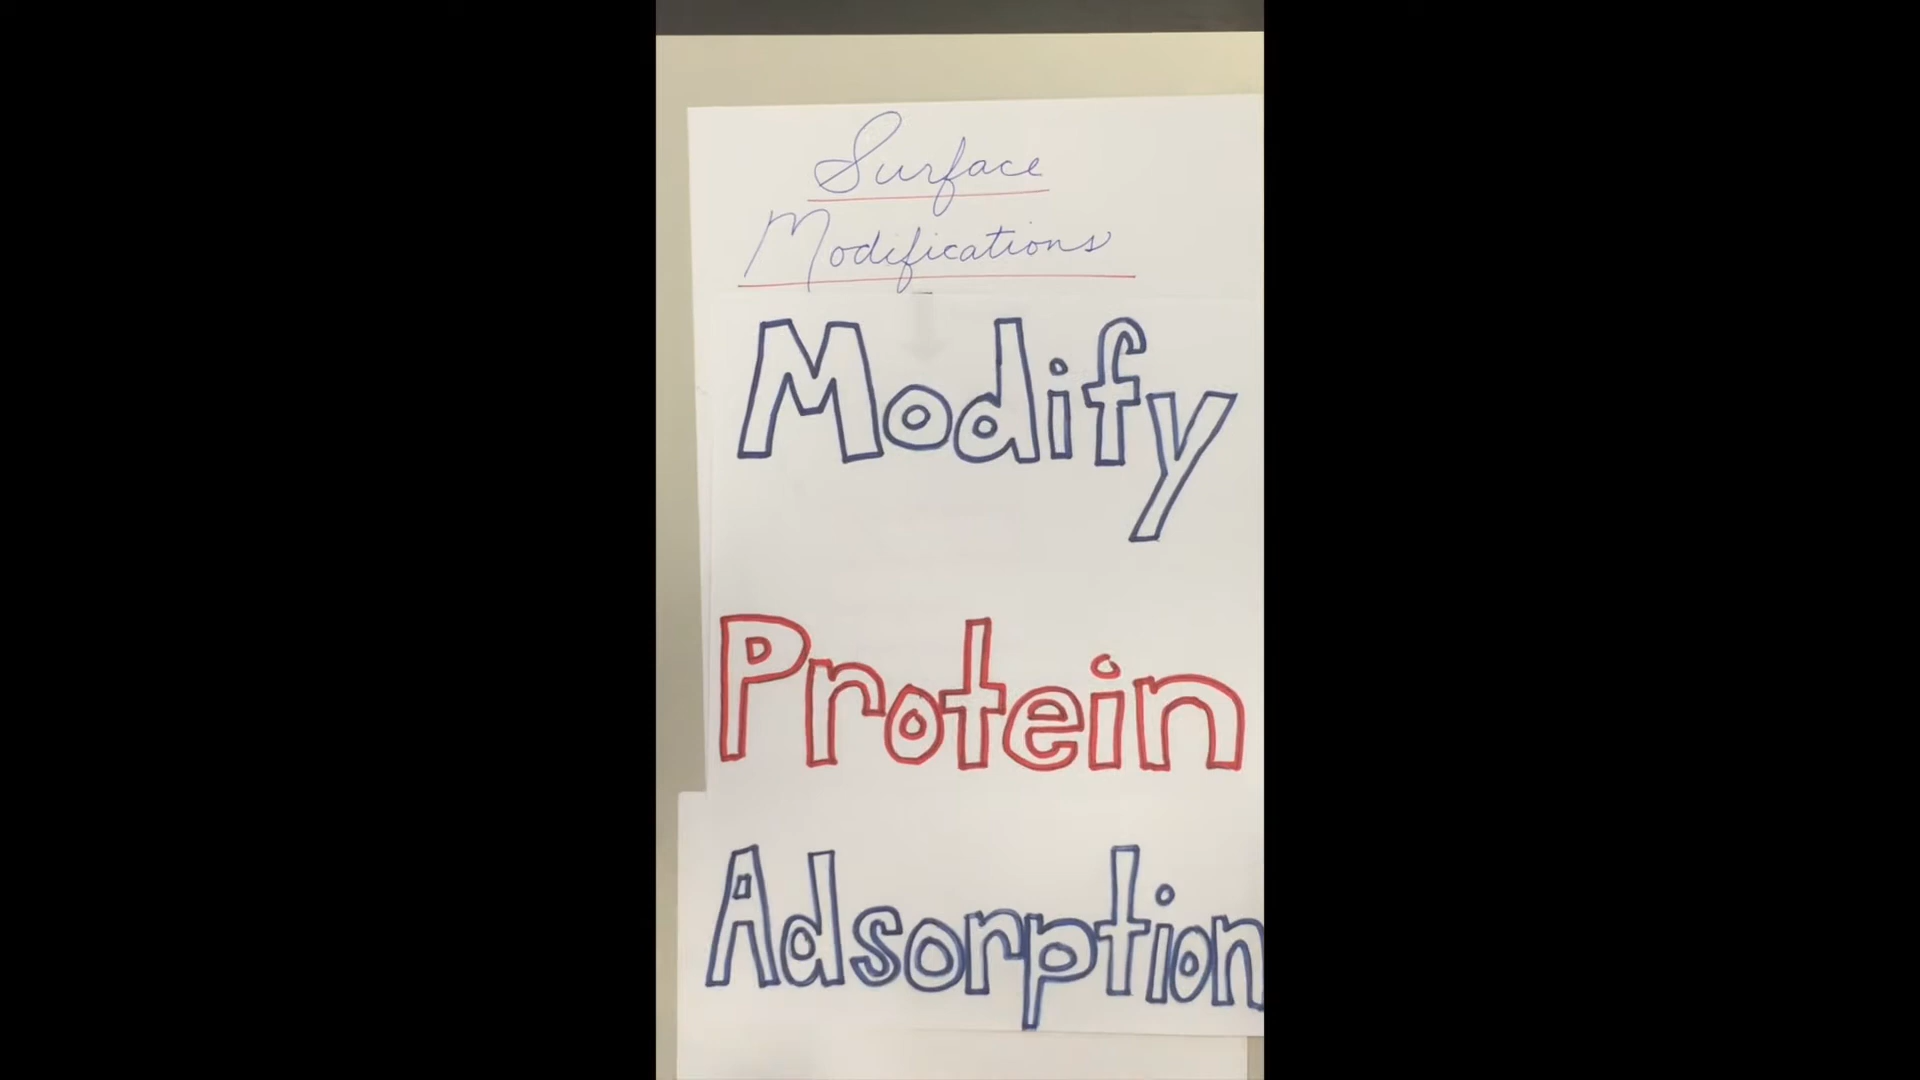 Surface
Modifications
Modify
Protein
Adsorption